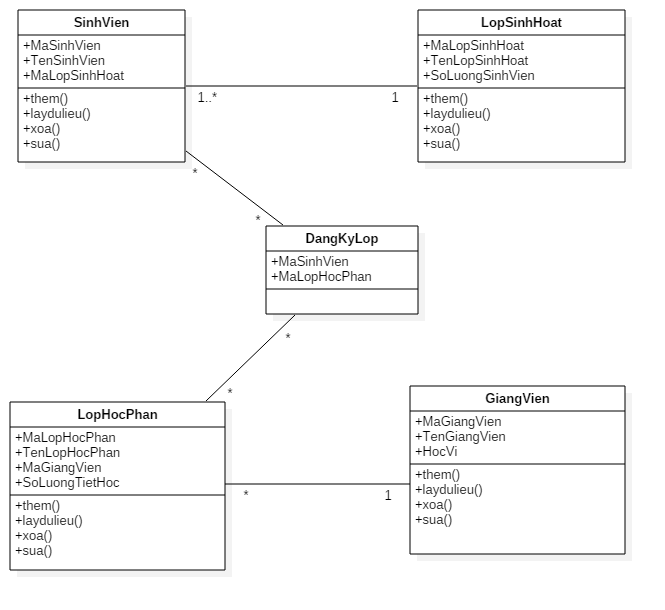 SinhVien
+MaSinhVien
+TenSinhVien
+MaLopSinhHoat
+them()
+laydulieu()
+xoa()
+sua()
LopSinhHoat
+MaLopSinhHoat
+TenLopSinhHoat
+SoLuongSinhVien
+them()
+laydulieu()
+xoa()
+sua()
1..*
1
*
*
DangKyLop
+MaSinhVien
+MaLopHocPhan
*
*
LopHocPhan
+MaLopHocPhan
+TenLopHocPhan
+MaGiangVien
+SoLuongTietHoc
+them()
+laydulieu()
+xoa()
+sua()
*
1
GiangVien
+MaGiangVien
+TenGiangVien
+HocVi
+them()
+laydulieu()
+xoa()
+sua()